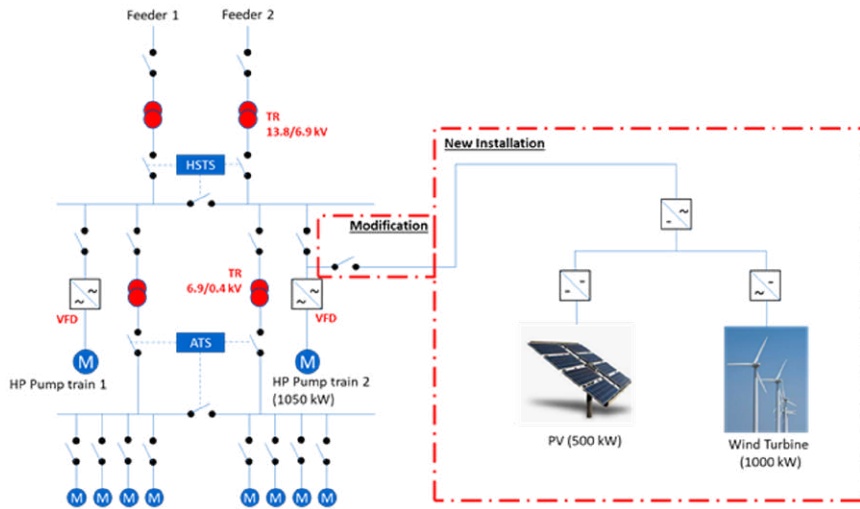 Feeder 1
Feeder 2
TR
13.8/6.9 kV
HSTS
New Installation
Modification
TR
6.9/0.4 kV
VFD
VFD
ATS
M
M
HP Pump train 1
HP Pump train 2
(1050 kW)
PV (500 kW)
Wind Turbine
(1000 kW)
M
M
M
M
M
M
M
M